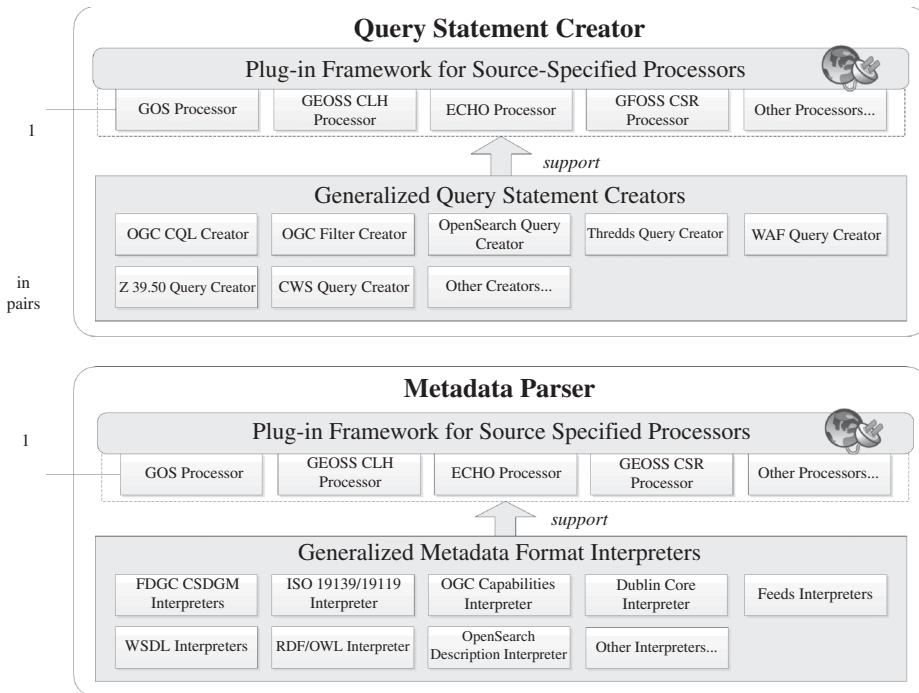 Query Statement Creator
Plug-in Framework for Source-Specified Processors
GOS Processor
GEOSS CLH
Processor
ECHO Processor
GFOSS CSR
Processor
Other Processors...
1
support
Generalized Query Statement Creators
OGC CQL Creator
OGC Filter Creator
OpenSearch Query
Creator
Thredds Query Creator
WAF Query Creator
in
pairs
Z 39.50 Query Creator
CWS Query Creator
Other Creators...
Metadata Parser
Plug-in Framework for Source Specified Processors
1
GOS Processor
GEOSS CLH
Processor
ECHO Processor
GEOSS CSR
Processor
Other Processors...
support
Generalized Metadata Format Interpreters
FDGC CSDGM
Interpreters
ISO 19139/19119
Interpreter
OGC Capabilities
Interpreter
Dublin Core
Interpreter
Feeds Interpreters
WSDL Interpreters
RDF/OWL Interpreter
OpenSearch
Description Interpreter
Other Interpreters...